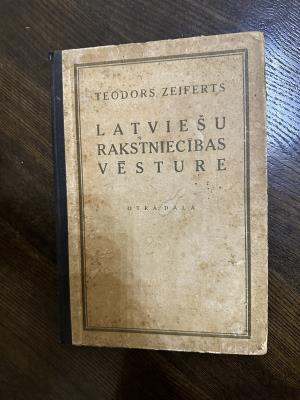 TEODORS ZEIFERTS
LATVIEŠU
RAKSTNIECĪBAS
VĒSTURE
OTRĀ DAĻA